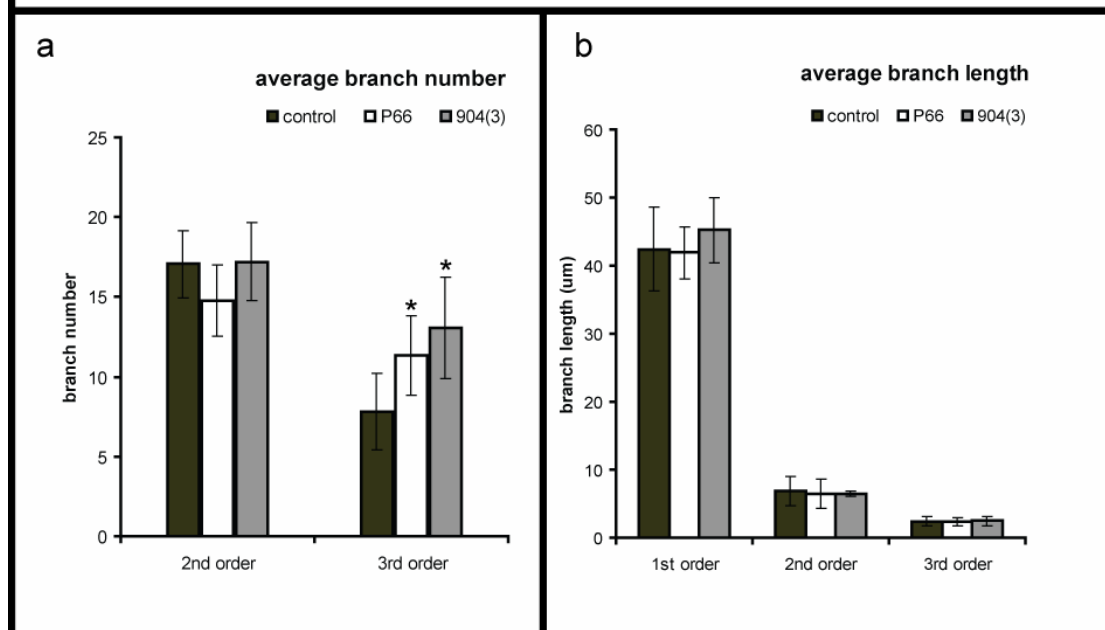 a
average branch number
control P66 904(3)
branch number
25
20
15
10
5
0
* *
2nd order 3rd order
b
average branch length
control P66 904(3)
branch length (um)
60
50
40
30
20
10
0
1st order 2nd order 3rd order